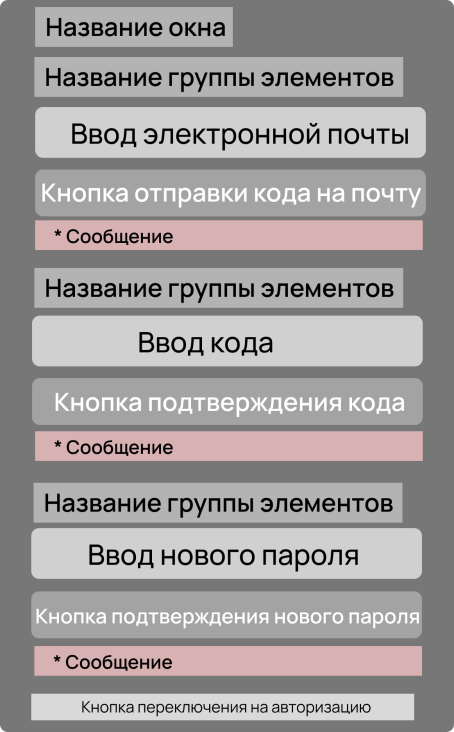 Название окна
Название группы элементов
Ввод электронной почты
Кнопка отправки кода на почту
* Сообщение
Название группы элементов
Ввод кода
Кнопка подтверждения кода
* Сообщение
Название группы элементов
Ввод нового пароля
Кнопка подтверждения нового пароля
* Сообщение
Кнопка переключения на авторизацию